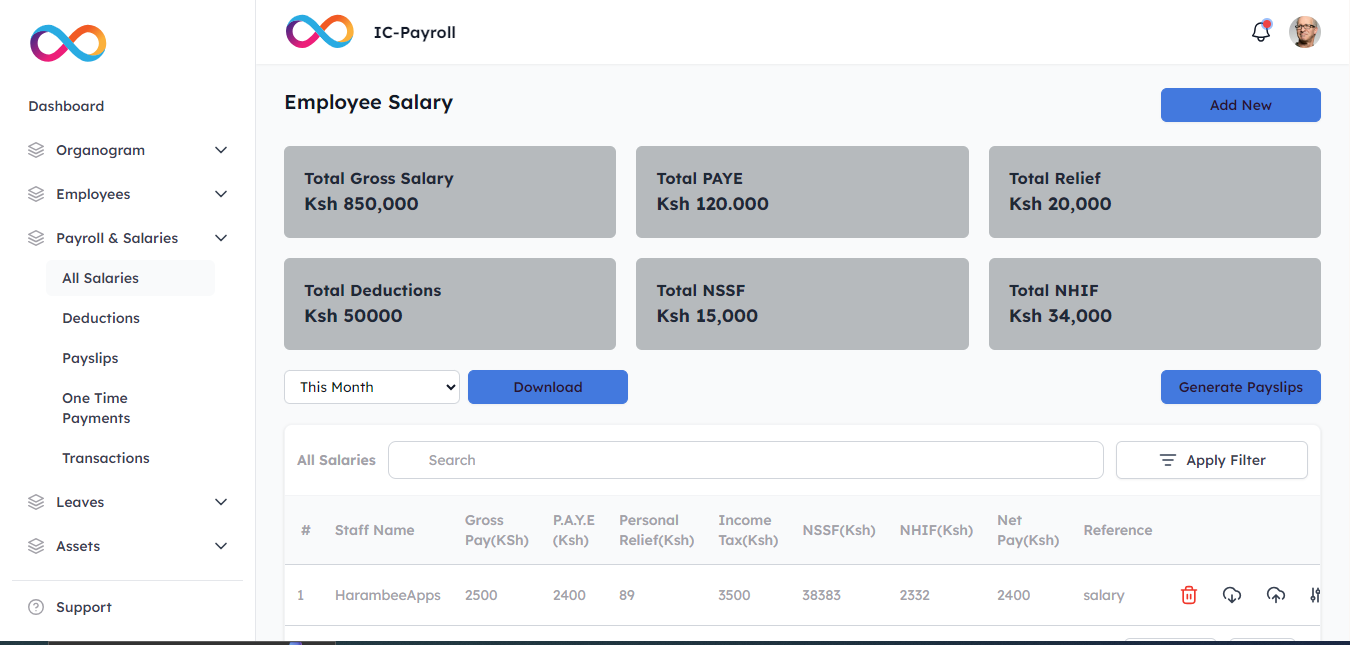 IC-Payroll
Dashboard
Organogram
Employees
Payroll & Salaries
All Salaries
Deductions
Payslips
One Time
Payments
Transactions
Leaves
Assets
Support
Employee Salary
Add New
Total Gross Salary
Ksh 850,000
Total PAYE
Ksh 120.000
Total Relief
Ksh 20,000
Total Deductions
Ksh 50000
Total NSSF
Ksh 15,000
Total NHIF
Ksh 34,000
This Month
Download
Generate Payslips
All Salaries
Search
Apply Filter
#
Staff Name
Gross
Pay(KSh)
P.A.Y.E
(Ksh)
Personal
Relief(Ksh)
Income
Tax(Ksh)
NSSF(Ksh)
NHIF(Ksh)
Net
Pay(Ksh)
Reference
1
HarambeeApps
2500
2400
89
3500
38383
2332
2400
salary